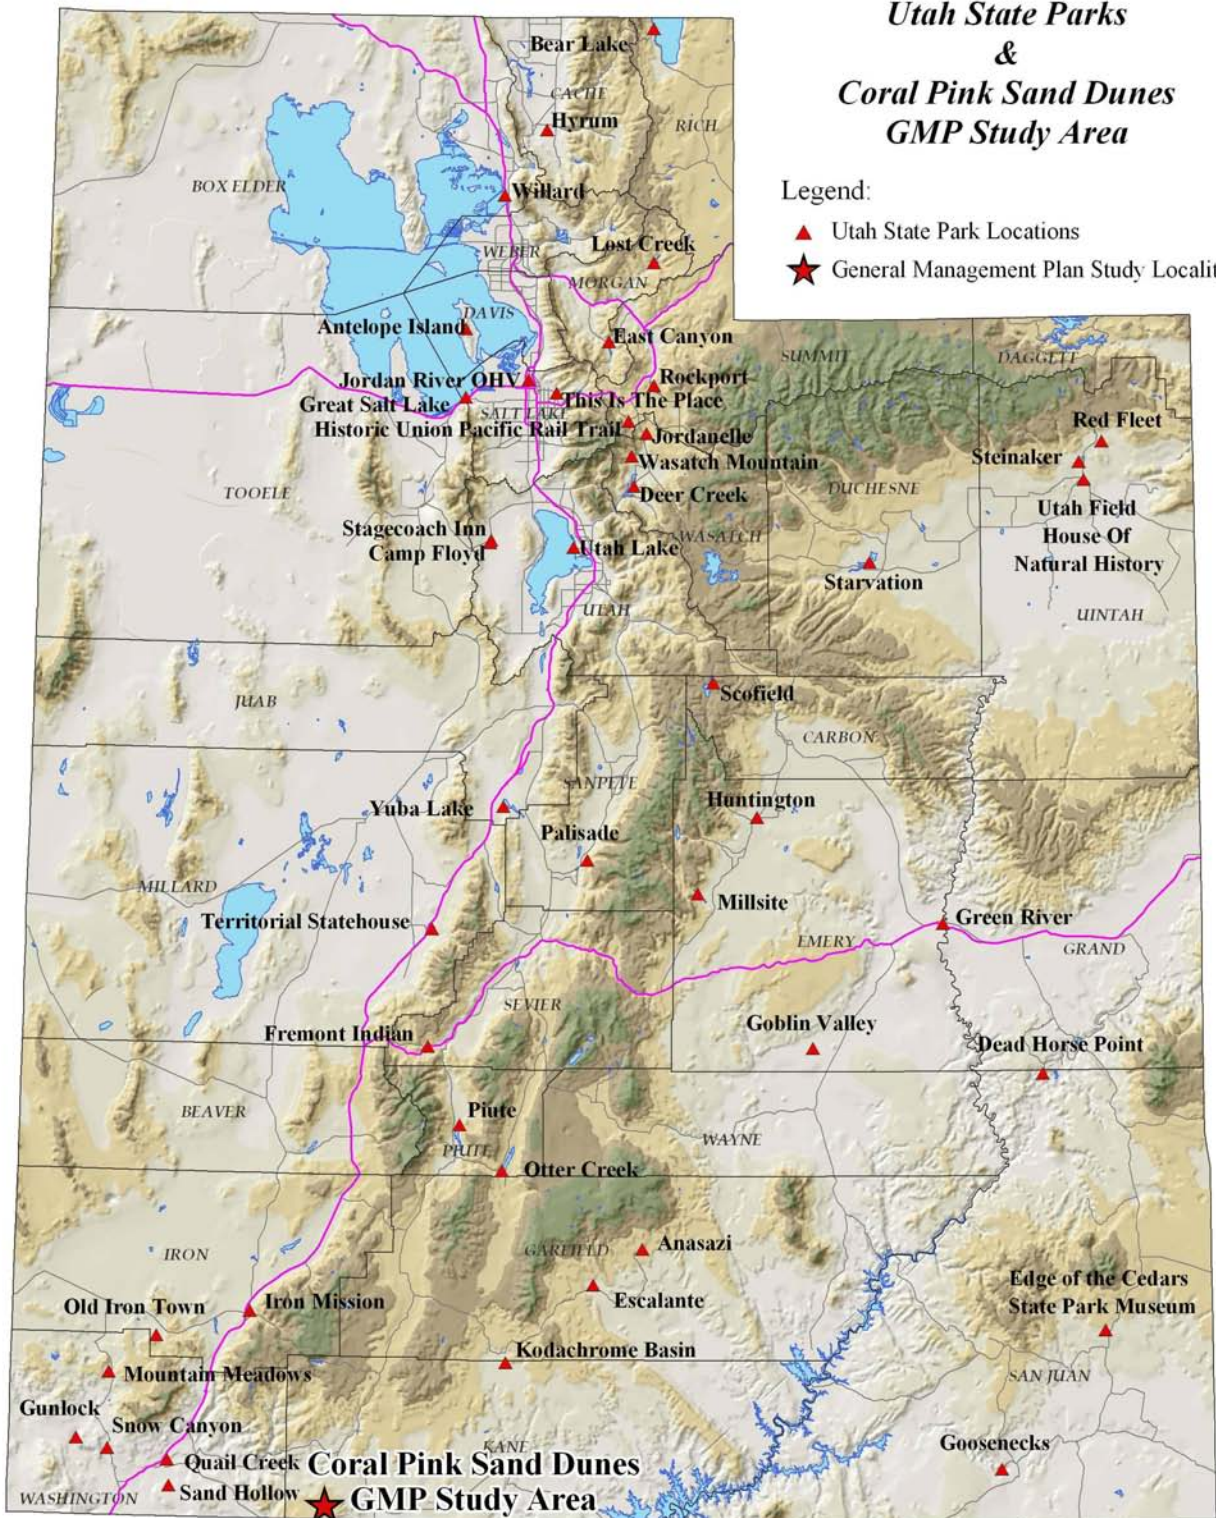 Utah State Parks
&
Coral Pink Sand Dunes
GMP Study Area
Legend:
Utah State Park Locations
General Management Plan Study Localit
Bear Lake
CACHE
Hyrum
RICH
BOX ELDER
Willard
Lost Creek
WEBER
MORGAN
DAVIS
Antelope Island
East Canyon
SUMMIT
DAGGETT
Jordan River OHV
Rockport
Great Salt Lake
This Is The Place
SALT LAKE
Historic Union Pacific Rail Trail
Jordanelle
Red Fleet
Wasatch Mountain
Steinaker
TOOELE
Deer Creek
DUCHESNE
Utah Field
House Of
Natural History
Stagecoach Inn
Camp Floyd
WASATCH
Utah Lake
Starvation
UTAH
UINTAH
JUAB
Scofield
CARBON
SANPETE
Yuba Lake
Huntington
Palisade
MILLARD
Millsite
Territorial Statehouse
Green River
EMERY
GRAND
SEVIER
Fremont Indian
Goblin Valley
Dead Horse Point
BEAVER
Piute
PIUTE
WAYNE
Otter Creek
IRON
GARFIELD
Anasazi
Old Iron Town
Iron Mission
Escalante
Edge of the Cedars
State Park Museum
Kodachrome Basin
Mountain Meadows
SAN JUAN
Gunlock
Snow Canyon
KANE
Goosenecks
Quail Creek
Coral Pink Sand Dunes
GMP Study Area
Sand Hollow
WASHINGTON